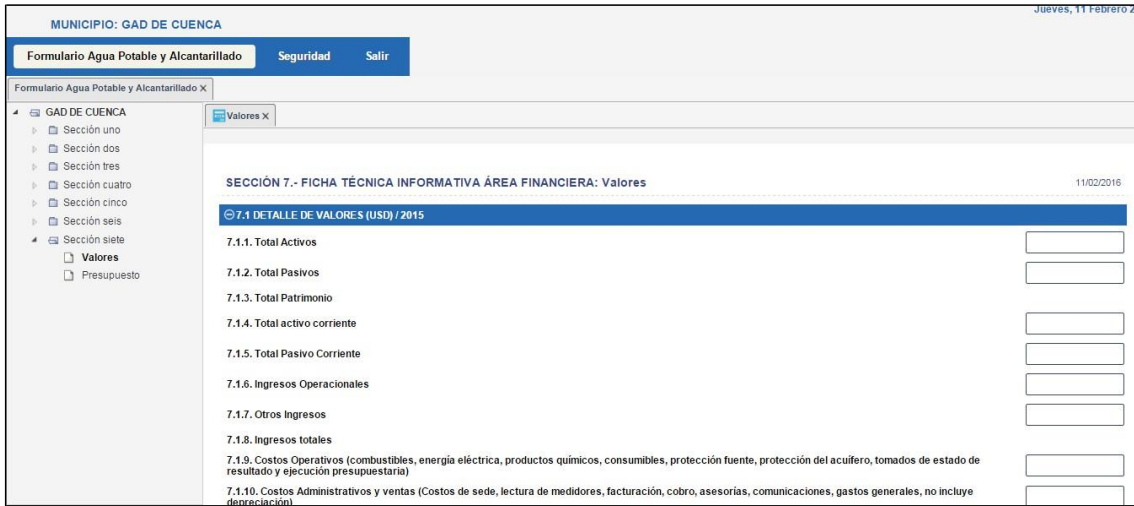 Jueves, 11 Febrero 2
MUNICIPIO: GAD DE CUENCA
Formulario Agua Potable y Alcantarillado Seguridad Salir
Formulario Agua Potable y Alcantarillado X
GAD DE CUENCA
Sección uno
Sección dos
Sección tres
Sección cuatro
Sección cinco
Sección seis
Sección siete
Valores
Presupuesto
Valores X
SECCIÓN 7.- FICHA TÉCNICA INFORMATIVA ÁREA FINANCIERA: Valores 11/02/2016
7.1 DETALLE DE VALORES (USD) / 2015
7.1.1. Total Activos
7.1.2. Total Pasivos
7.1.3. Total Patrimonio
7.1.4. Total activo corriente
7.1.5. Total Pasivo Corriente
7.1.6. Ingresos Operacionales
7.1.7. Otros Ingresos
7.1.8. Ingresos totales
7.1.9. Costos Operativos (combustibles, energía eléctrica, productos químicos, consumibles, protección fuente, protección del acuífero, tomados de estado de
resultado y ejecución presupuestaria)
7.1.10. Costos Administrativos y ventas (Costos de sede, lectura de medidores, facturación, cobro, asesorías, comunicaciones, gastos generales, no incluye
depreciación)